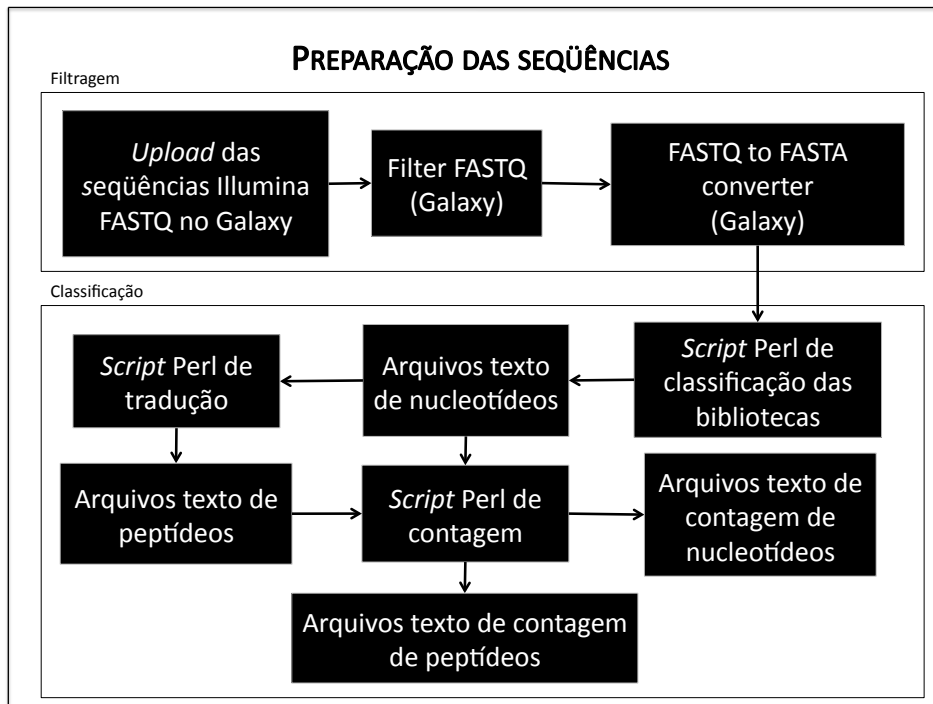 PREPARAÇÃO DAS SEQÜÊNCIAS
Filtragem
Upload das
seqüências Illumina
FASTQ no Galaxy
Filter FASTQ
(Galaxy)
FASTQ to FASTA
converter
(Galaxy)
Classificação
Script Perl de
tradução
Arquivos texto
de nucleotídeos
Script Perl de
classificação das
bibliotecas
Arquivos texto de
peptídeos
Script Perl de
contagem
Arquivos texto de
contagem de
nucleotídeos
Arquivos texto de contagem
de peptídeos